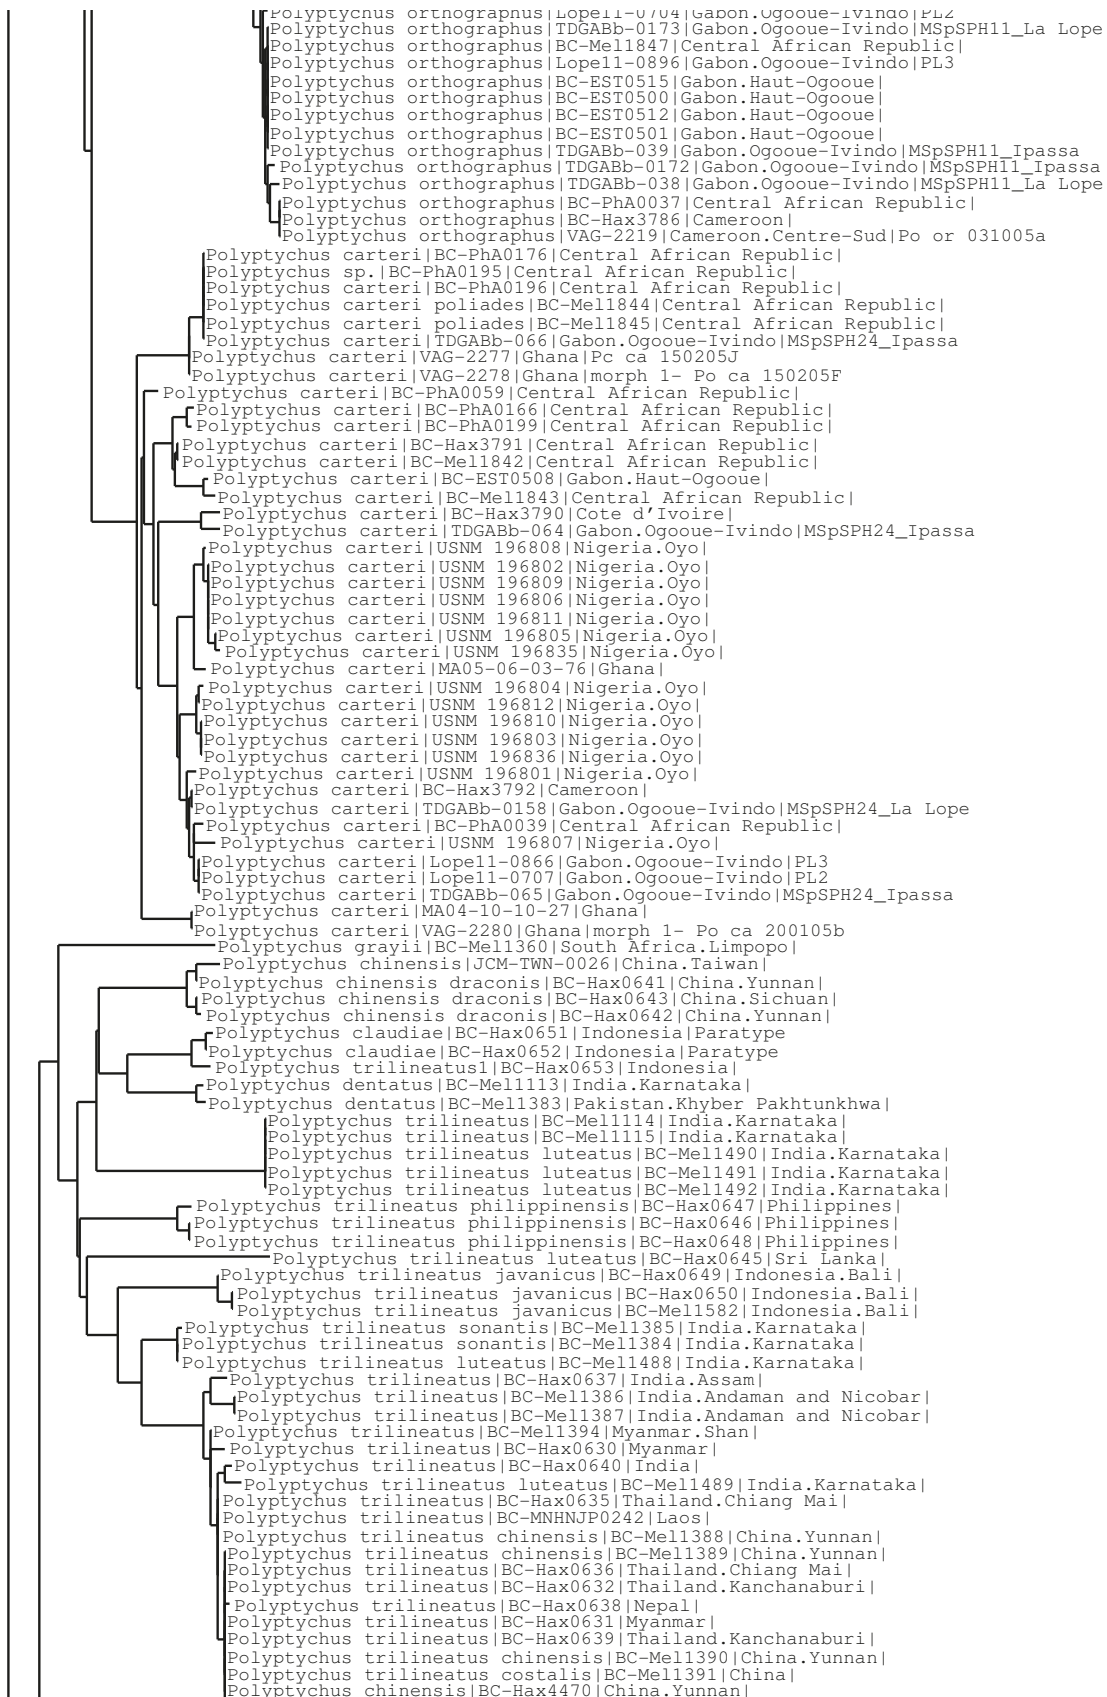 Polyptychus orthographus|Lope11-0704|Gabon.Ogooue-Ivindo|PL2
Polyptychus orthographus|TDGABb-0173|Gabon.Ogooue-Ivindo|MSpSPH11_La Lope
Polyptychus orthographus|BC-Mel1847|Central African Republic|
Polyptychus orthographus|Lope11-0896|Gabon.Ogooue-Ivindo|PL3
Polyptychus orthographus|BC-EST0515|Gabon.Haut-Ogooue|
Polyptychus orthographus|BC-EST0500|Gabon.Haut-Ogooue|
Polyptychus orthographus|BC-EST0512|Gabon.Haut-Ogooue|
Polyptychus orthographus|BC-EST0501|Gabon.Haut-Ogooue|
Polyptychus orthographus|TDGABb-039|Gabon.Ogooue-Ivindo|MSpSPH11_Ipassa
Polyptychus orthographus|TDGABb-0172|Gabon.Ogooue-Ivindo|MSpSPH11_Ipassa
Polyptychus orthographus|TDGABb-038|Gabon.Ogooue-Ivindo|MSpSPH11_La Lope
Polyptychus orthographus|BC-PhA0037|Central African Republic|
Polyptychus orthographus|BC-Hax3786|Cameroon|
Polyptychus orthographus|VAG-2219|Cameroon.Centre-Sud|Po or 031005a
Polyptychus carteri|BC-PhA0176|Central African Republic|
Polyptychus sp.|BC-PhA0195|Central African Republic|
Polyptychus carteri|BC-PhA0196|Central African Republic|
Polyptychus carteri poliades|BC-Mel1844|Central African Republic|
Polyptychus carteri poliades|BC-Mel1845|Central African Republic|
Polyptychus carteri|TDGABb-066|Gabon.Ogooue-Ivindo|MSpSPH24_Ipassa
Polyptychus carteri|VAG-2277|Ghana|Pc ca 150205J
Polyptychus carteri|VAG-2278|Ghana|morph 1- Po ca 150205F
Polyptychus carteri|BC-PhA0059|Central African Republic|
Polyptychus carteri|BC-PhA0166|Central African Republic|
Polyptychus carteri|BC-PhA0199|Central African Republic|
Polyptychus carteri|BC-Hax3791|Central African Republic|
Polyptychus carteri|BC-Mel1842|Central African Republic|
Polyptychus carteri|BC-EST0508|Gabon.Haut-Ogooue|
Polyptychus carteri|BC-Mel1843|Central African Republic|
Polyptychus carteri|BC-Hax3790|Cote d'Ivoire|
Polyptychus carteri|TDGABb-064|Gabon.Ogooue-Ivindo|MSpSPH24_Ipassa
Polyptychus carteri|USNM 196808|Nigeria.Oyo|
Polyptychus carteri|USNM 196802|Nigeria.Oyo|
Polyptychus carteri|USNM 196809|Nigeria.Oyo|
Polyptychus carteri|USNM 196806|Nigeria.Oyo|
Polyptychus carteri|USNM 196811|Nigeria.Oyo|
Polyptychus carteri|USNM 196805|Nigeria.Oyo|
Polyptychus carteri|USNM 196835|Nigeria.Oyo|
Polyptychus carteri|MA05-06-03-76|Ghana|
Polyptychus carteri|USNM 196804|Nigeria.Oyo|
Polyptychus carteri|USNM 196812|Nigeria.Oyo|
Polyptychus carteri|USNM 196810|Nigeria.Oyo|
Polyptychus carteri|USNM 196803|Nigeria.Oyo|
Polyptychus carteri|USNM 196836|Nigeria.Oyo|
Polyptychus carteri|USNM 196801|Nigeria.Oyo|
Polyptychus carteri|BC-Hax3792|Cameroon|
Polyptychus carteri|TDGABb-0158|Gabon.Ogooue-Ivindo|MSpSPH24_La Lope
Polyptychus carteri|BC-PhA0039|Central African Republic|
Polyptychus carteri|USNM 196807|Nigeria.Oyo|
Polyptychus carteri|Lope11-0866|Gabon.Ogooue-Ivindo|PL3
Polyptychus carteri|Lope11-0707|Gabon.Ogooue-Ivindo|PL2
Polyptychus carteri|TDGABb-065|Gabon.Ogooue-Ivindo|MSpSPH24_Ipassa
Polyptychus carteri|MA04-10-10-27|Ghana|
Polyptychus carteri|VAG-2280|Ghana|morph 1- Po ca 200105b
Polyptychus grayii|BC-Mel1360|South Africa.Limpopo|
Polyptychus chinensis|JCM-TWN-0026|China.Taiwan|
Polyptychus chinensis draconis|BC-Hax0641|China.Yunnan|
Polyptychus chinensis draconis|BC-Hax0643|China.Sichuan|
Polyptychus chinensis draconis|BC-Hax0642|China.Yunnan|
Polyptychus claudiae|BC-Hax0651|Indonesia|Paratype
Polyptychus claudiae|BC-Hax0652|Indonesia|Paratype
Polyptychus trilineatus1|BC-Hax0653|Indonesia|
Polyptychus dentatus|BC-Mel1113|India.Karnataka|
Polyptychus dentatus|BC-Mel1383|Pakistan.Khyber Pakhtunkhwa|
Polyptychus trilineatus|BC-Mel1114|India.Karnataka|
Polyptychus trilineatus|BC-Mel1115|India.Karnataka|
Polyptychus trilineatus luteatus|BC-Mel1490|India.Karnataka|
Polyptychus trilineatus luteatus|BC-Mel1491|India.Karnataka|
Polyptychus trilineatus luteatus|BC-Mel1492|India.Karnataka|
Polyptychus trilineatus philippinensis|BC-Hax0647|Philippines|
Polyptychus trilineatus philippinensis|BC-Hax0646|Philippines|
Polyptychus trilineatus philippinensis|BC-Hax0648|Philippines|
Polyptychus trilineatus luteatus|BC-Hax0645|Sri Lanka|
Polyptychus trilineatus javanicus|BC-Hax0649|Indonesia.Bali|
Polyptychus trilineatus javanicus|BC-Hax0650|Indonesia.Bali|
Polyptychus trilineatus javanicus|BC-Mel1582|Indonesia.Bali|
Polyptychus trilineatus sonantis|BC-Mel1385|India.Karnataka|
Polyptychus trilineatus sonantis|BC-Mel1384|India.Karnataka|
Polyptychus trilineatus luteatus|BC-Mel1488|India.Karnataka|
Polyptychus trilineatus|BC-Hax0637|India.Assam|
Polyptychus trilineatus|BC-Mel1386|India.Andaman and Nicobar|
Polyptychus trilineatus|BC-Mel1387|India.Andaman and Nicobar|
Polyptychus trilineatus|BC-Mel1394|Myanmar.Shan|
Polyptychus trilineatus|BC-Hax0630|Myanmar|
Polyptychus trilineatus|BC-Hax0640|India|
Polyptychus trilineatus luteatus|BC-Mel1489|India.Karnataka|
Polyptychus trilineatus|BC-Hax0635|Thailand.Chiang Mai|
Polyptychus trilineatus|BC-MNHNJP0242|Laos|
Polyptychus trilineatus chinensis|BC-Mel1388|China.Yunnan|
Polyptychus trilineatus chinensis|BC-Mel1389|China.Yunnan|
Polyptychus trilineatus|BC-Hax0636|Thailand.Chiang Mai|
Polyptychus trilineatus|BC-Hax0632|Thailand.Kanchanaburi|
Polyptychus trilineatus|BC-Hax0638|Nepal|
Polyptychus trilineatus|BC-Hax0631|Myanmar|
Polyptychus trilineatus|BC-Hax0639|Thailand.Kanchanaburi|
Polyptychus trilineatus chinensis|BC-Mel1390|China.Yunnan|
Polyptychus trilineatus costalis|BC-Mel1391|China|
Polyptychus chinensis|BC-Hax4470|China.Yunnan|